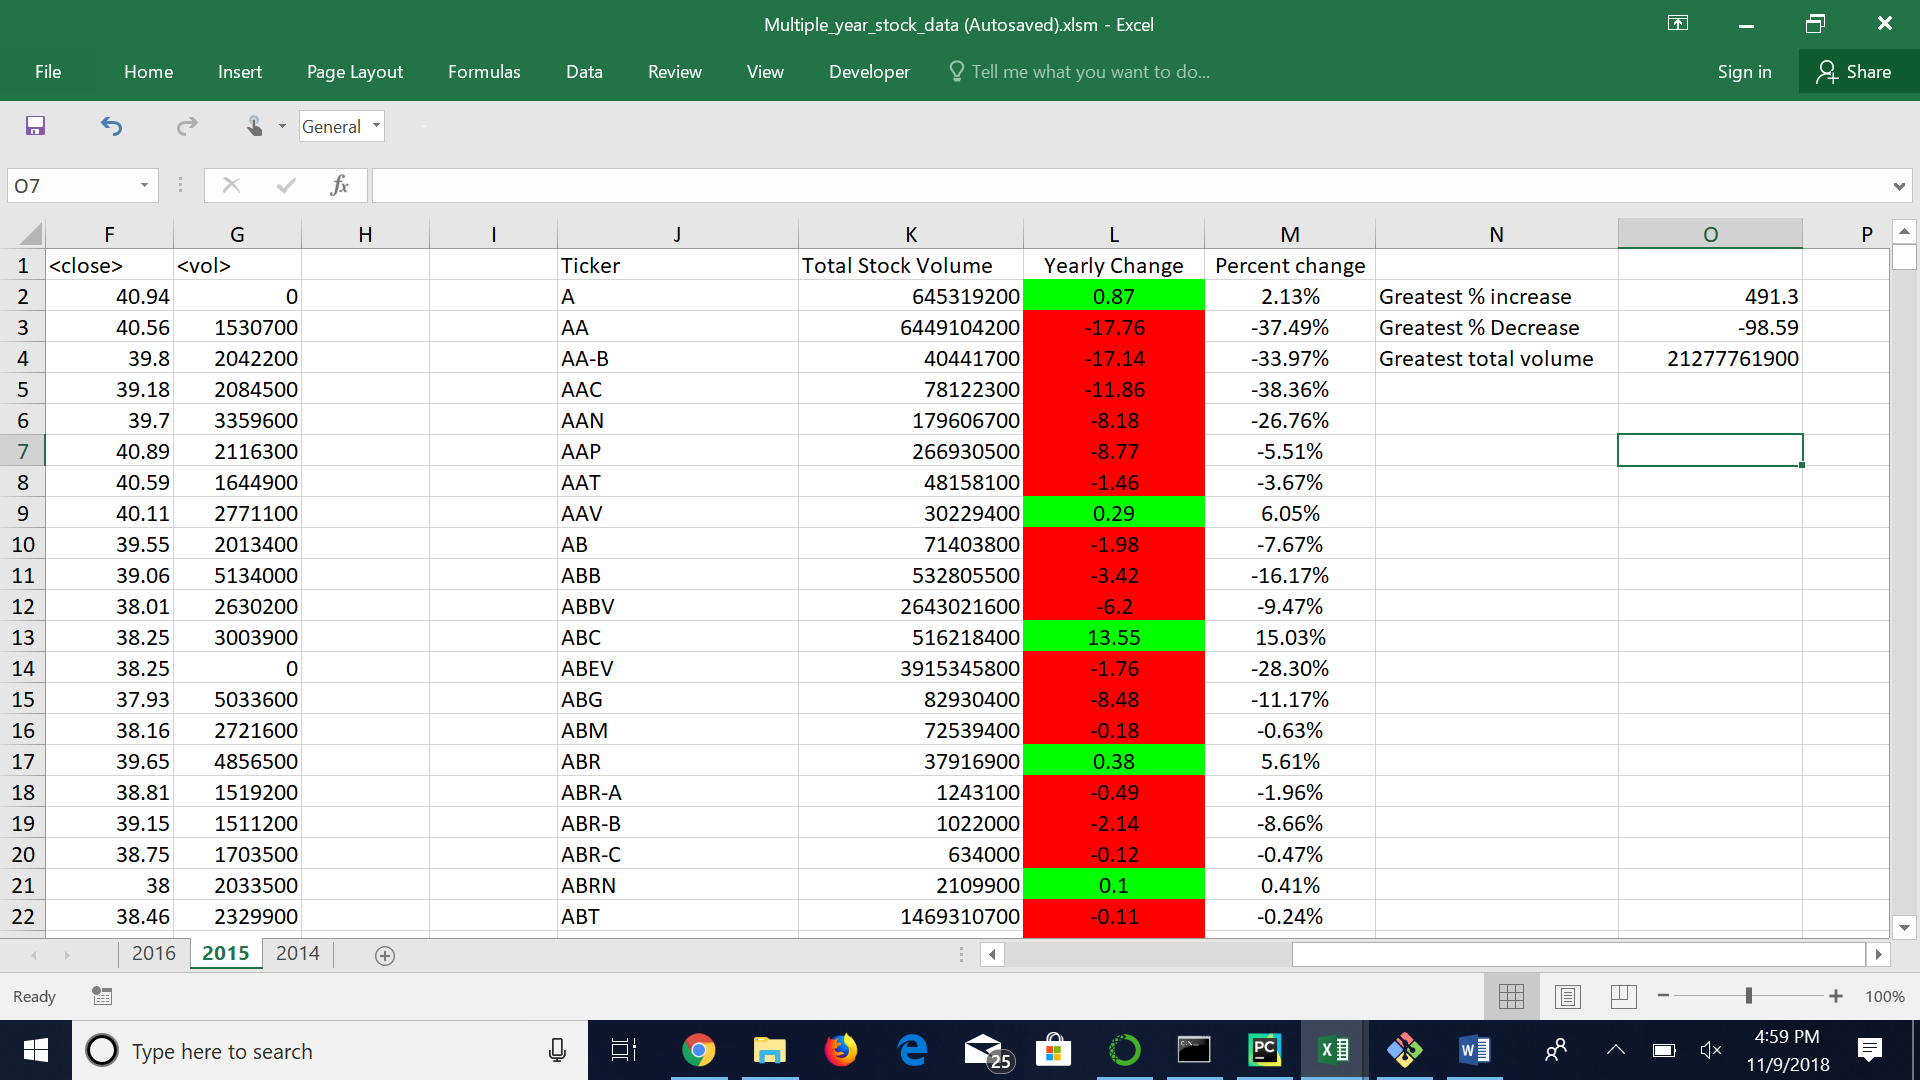 Multiple_year_stock_data (Autosaved).xlsm - Excel
File Home Insert Page Layout Formulas Data Review View Developer Tell me what you want to do... Sign in Share
General
O7 fx
F G H I J K L M N O P
1 <close> <vol> Ticker Total Stock Volume Yearly Change Percent change
2 40.94 0 A 645319200 0.87 2.13% Greatest % increase 491.3
3 40.56 1530700 AA 6449104200 -17.76 -37.49% Greatest % Decrease -98.59
4 39.8 2042200 AA-B 40441700 -17.14 -33.97% Greatest total volume 21277761900
5 39.18 2084500 AAC 78122300 -11.86 -38.36%
6 39.7 3359600 AAN 179606700 -8.18 -26.76%
7 40.89 2116300 AAP 266930500 -8.77 -5.51%
8 40.59 1644900 AAT 48158100 -1.46 -3.67%
9 40.11 2771100 AAV 30229400 0.29 6.05%
10 39.55 2013400 AB 71403800 -1.98 -7.67%
11 39.06 5134000 ABB 532805500 -3.42 -16.17%
12 38.01 2630200 ABBV 2643021600 -6.2 -9.47%
13 38.25 3003900 ABC 516218400 13.55 15.03%
14 38.25 0 ABEV 3915345800 -1.76 -28.30%
15 37.93 5033600 ABG 82930400 -8.48 -11.17%
16 38.16 2721600 ABM 72539400 -0.18 -0.63%
17 39.65 4856500 ABR 37916900 0.38 5.61%
18 38.81 1519200 ABR-A 1243100 -0.49 -1.96%
19 39.15 1511200 ABR-B 1022000 -2.14 -8.66%
20 38.75 1703500 ABR-C 634000 -0.12 -0.47%
21 38 2033500 ABRN 2109900 0.1 0.41%
22 38.46 2329900 ABT 1469310700 -0.11 -0.24%
2016 2015 2014
Ready 100%
Type here to search 25 PC 4:59 PM
11/9/2018